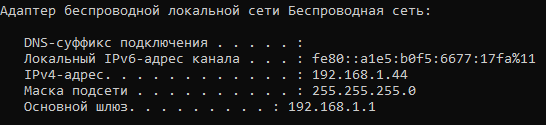 Адаптер беспроводной локальной сети Беспроводная сеть:
DNS-суффикс подключения . . . . . :
Локальный IPv6-адрес канала . . . : fe80::a1e5:b0f5:6677:17fa%11
IPv4-адрес. . . . . . . . . . . . : 192.168.1.44
Маска подсети . . . . . . . . . . : 255.255.255.0
Основной шлюз. . . . . . . . . : 192.168.1.1